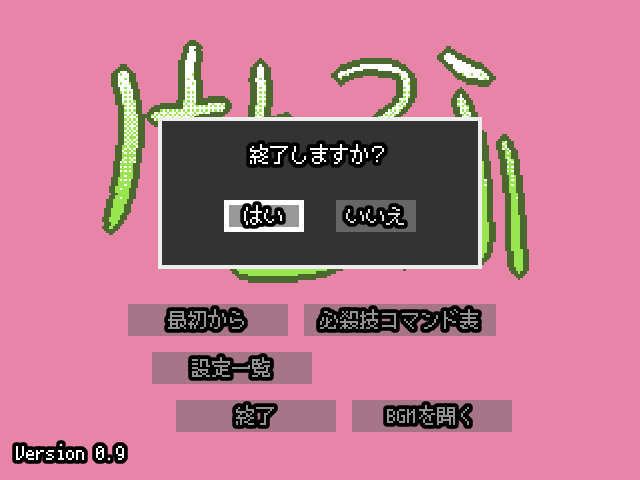 終了しますか?
はい いいえ
最初から 必殺技コマンド表
設定一覧
終了 BGMを聞く
Version 0.9